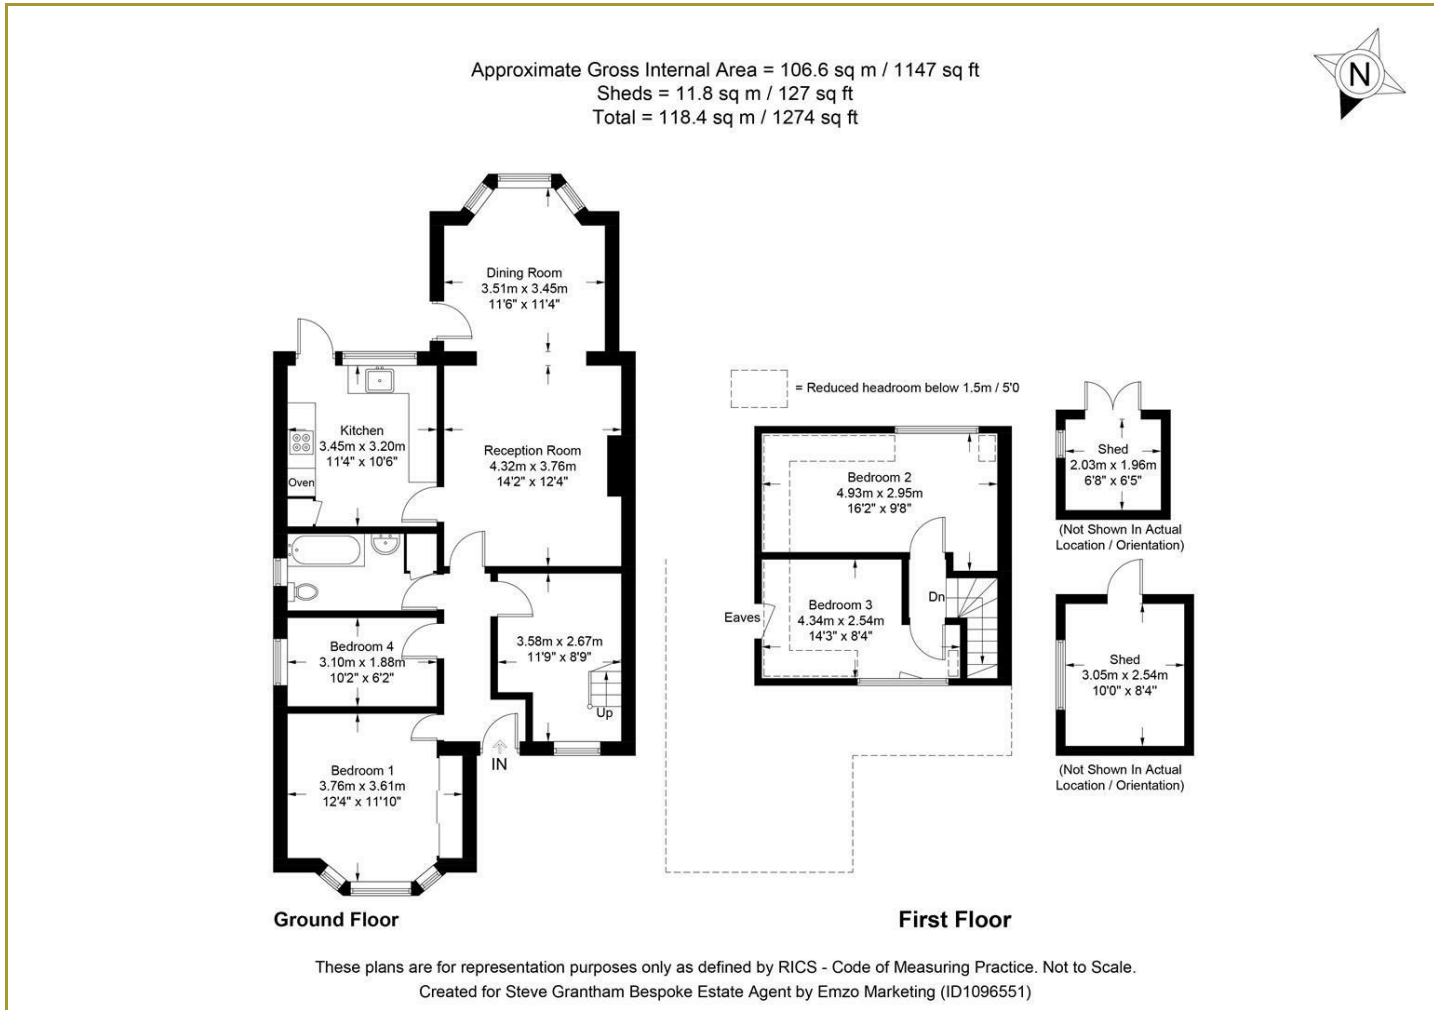 Approximate Gross Internal Area = 106.6 sq m / 1147 sq ft
Sheds = 11.8 sq m / 127 sq ft
Total = 118.4 sq m / 1274 sq ft
N
Dining Room
3.51m x 3.45m
11'6" x 11'4"
Kitchen
3.45m x 3.20m
11'4" x 10'6"
Oven
Reception Room
4.32m x 3.76m
14'2" x 12'4"
Bedroom 4
3.10m x 1.88m
10'2" x 6'2"
3.58m x 2.67m
11'9" x 8'9"
Up
IN
Bedroom 1
3.76m x 3.61m
12'4" x 11'10"
Ground Floor
= Reduced headroom below 1.5m / 5'0
Bedroom 2
4.93m x 2.95m
16'2" x 9'8"
Bedroom 3
4.34m x 2.54m
14'3" x 8'4"
Eaves
Dn
First Floor
Shed
2.03m x 1.96m
6'8" x 6'5"
(Not Shown In Actual
Location / Orientation)
Shed
3.05m x 2.54m
10'0" x 8'4"
(Not Shown In Actual
Location / Orientation)
These plans are for representation purposes only as defined by RICS - Code of Measuring Practice. Not to Scale.
Created for Steve Grantham Bespoke Estate Agent by Emzo Marketing (ID1096551)